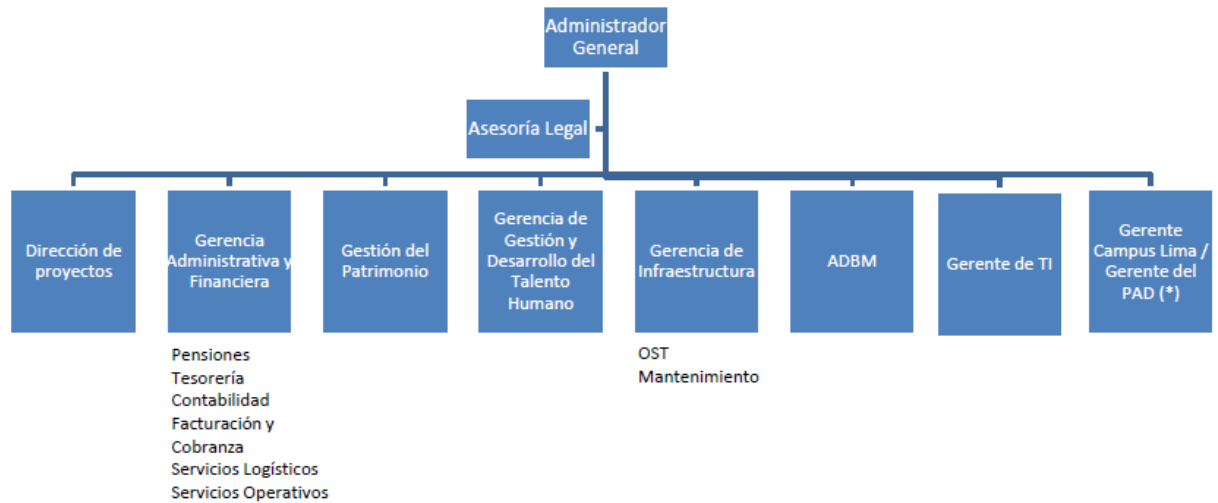 Administrador
General
Asesoría Legal
Dirección de
proyectos
Gerencia
Administrativa y
Financiera
Gestión del
Patrimonio
Gerencia de
Gestión y
Desarrollo del
Talento
Humano
Gerencia de
Infraestructura
ADBM
Gerente de TI
Gerente
Campus Lima /
Gerente del
PAD (*)
Pensiones
Tesorería
Contabilidad
Facturación y
Cobranza
Servicios Logísticos
Servicios Operativos
OST
Mantenimiento